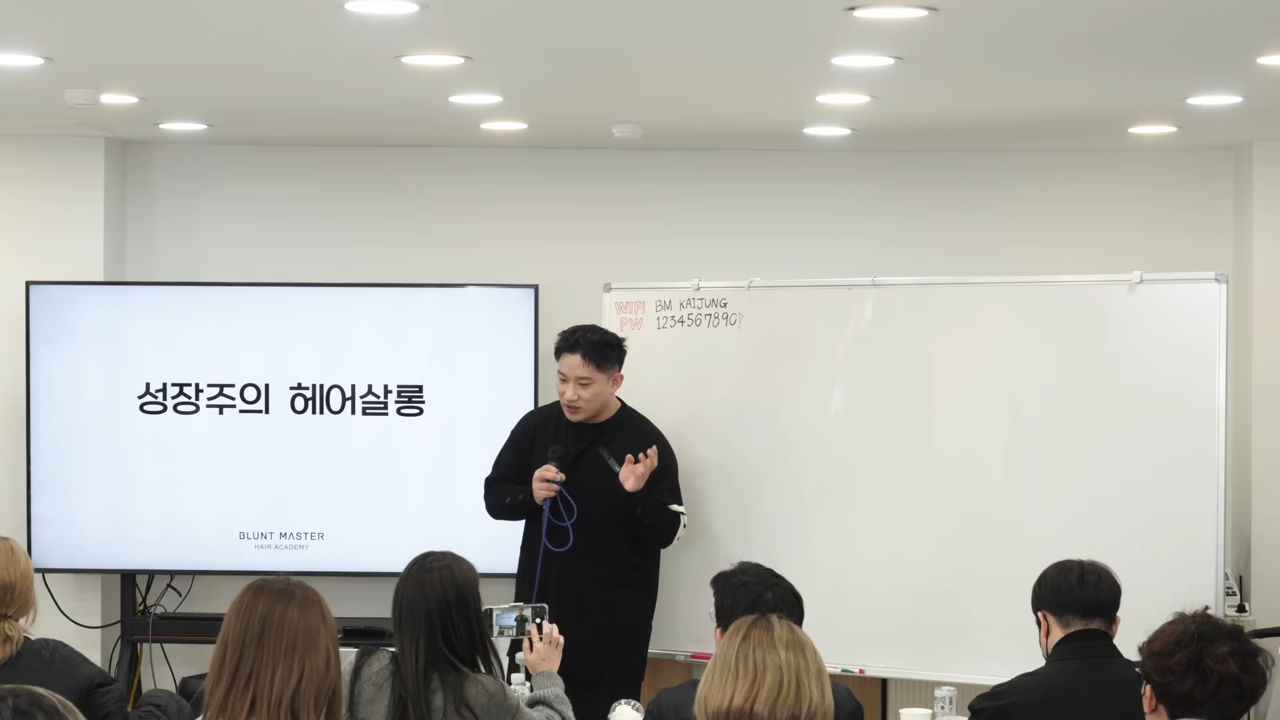 성장주의 헤어살롱
BLUNT MASTER
HAIR ACADEMY
WIFI BM KAIJUNG
PW 1234567890!